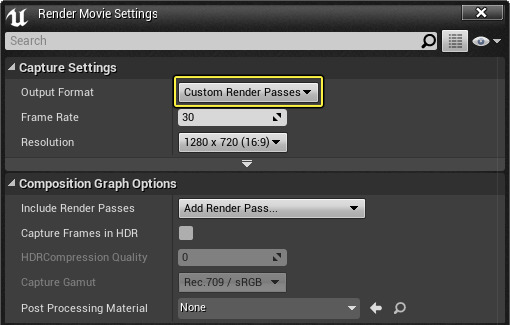 Render Movie Settings
Search
Capture Settings
Output Format Custom Render Passes
Frame Rate 30
Resolution 1280 x 720 (16:9)
Composition Graph Options
Include Render Passes Add Render Pass...
Capture Frames in HDR
HDRCompression Quality 0
Capture Gamut Rec.709 / sRGB
Post Processing Material None